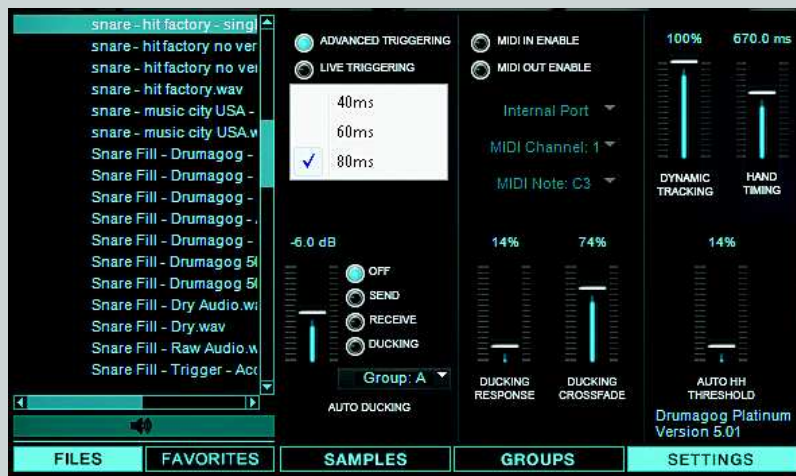 snare - hit factory - singl
snare - hit factory no ver
snare - hit factory no vei
snare - hit factory.wav
snare - music city USA -
snare - music city USA.w
Snare Fill - Drumagog -
Snare Fill - Drumagog -
Snare Fill - Drumagog -
Snare Fill - Drumagog - .
Snare Fill - Drumagog -
Snare Fill - Drumagog 5
Snare Fill - Drumagog 5
Snare Fill - Dry Audio.wa
Snare Fill - Dry.wav
Snare Fill - Raw Audio.w
Snare Fill - Trigger - Acc
FILES
FAVORITES
ADVANCED TRIGGERING
LIVE TRIGGERING
40ms
60ms
80ms
-6.0 dB
OFF
SEND
RECEIVE
DUCKING
Group: A
AUTO DUCKING
SAMPLES
MIDI IN ENABLE
MIDI OUT ENABLE
Internal Port
MIDI Channel: 1
MIDI Note: C3
14%
74%
DUCKING
RESPONSE
DUCKING
CROSSFADE
GROUPS
100%
670.0 ms
DYNAMIC
TRACKING
HAND
TIMING
14%
AUTO HH
THRESHOLD
Drumagog Platinum
Version 5.01
SETTINGS